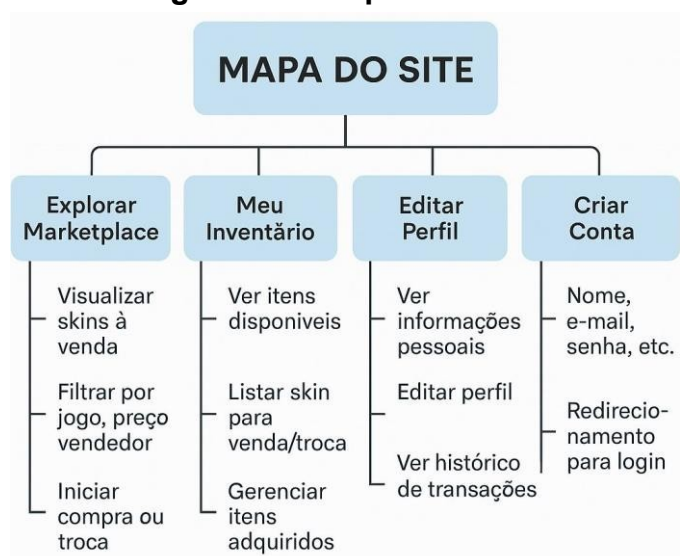 MAPA DO SITE
Explorar
Marketplace
Visualizar
skins à
venda
Filtrar por
jogo, preço
vendedor
Iniciar
compra ou
troca
Meu
Inventărio
Ver itens
disponiveis
Listar skin
para
venda/troca
Gerenciar
itens
adquiridos
Editar
Perfil
Ver
informações
pessoais
Editar perfil
Ver histórico
de transações
Criar
Conta
Nome,
e-mail,
senha, etc.
Redirecio-
namento
para login